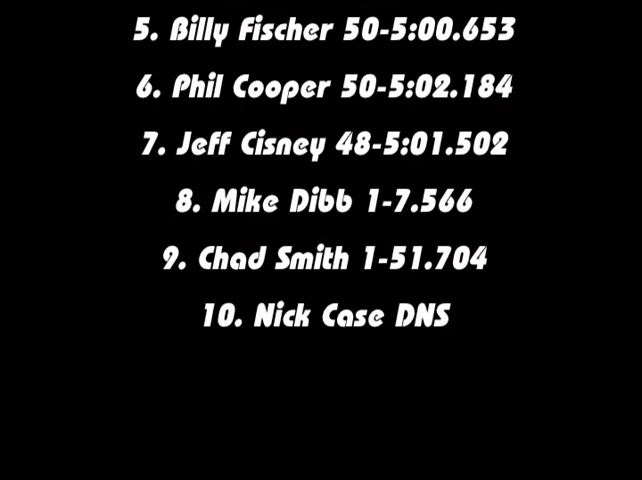 5. Billy Fischer 50-5:00.653
6. Phil Cooper 50-5:02.184
7. Jeff Cisney 48-5:01.502
8. Mike Dibb 1-7.566
9. Chad Smith 1-51.704
10. Nick Case DNS